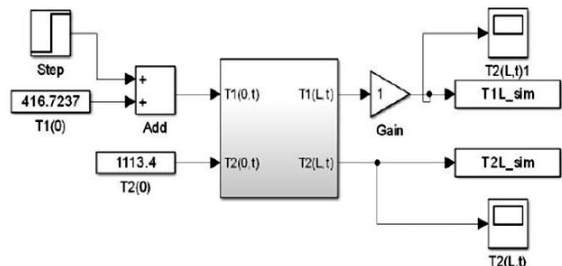 Step
416.7237
T1(0)
+
+
Add
1113.4
T2(0)
T1(0,t)
T1(L,t)
T2(0,t)
T2(L,t)
1
Gain
T2(L,t)1
T1L_sim
T2L_sim
T2(L,t)